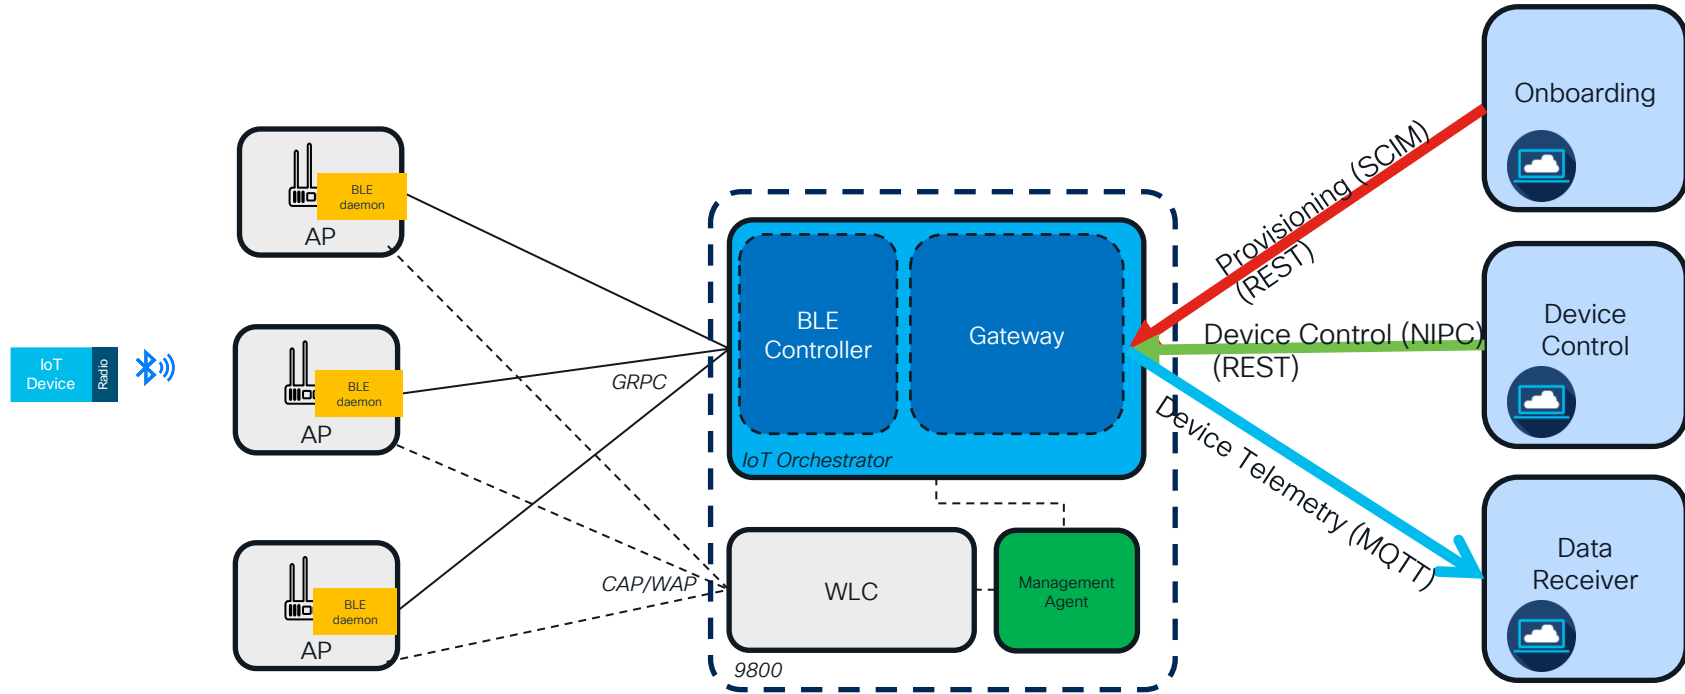 IoT
Device
Radio
BLE
daemon
AP
BLE
daemon
AP
BLE
daemon
AP
GRPC
CAP/WAP
BLE
Controller
Gateway
IoT Orchestrator
WLC
Management
Agent
9800
Provisioning (SCIM)
(REST)
Device Control (NIPC)
(REST)
Device Telemetry (MQTT)
Onboarding
Device
Control
Data
Receiver